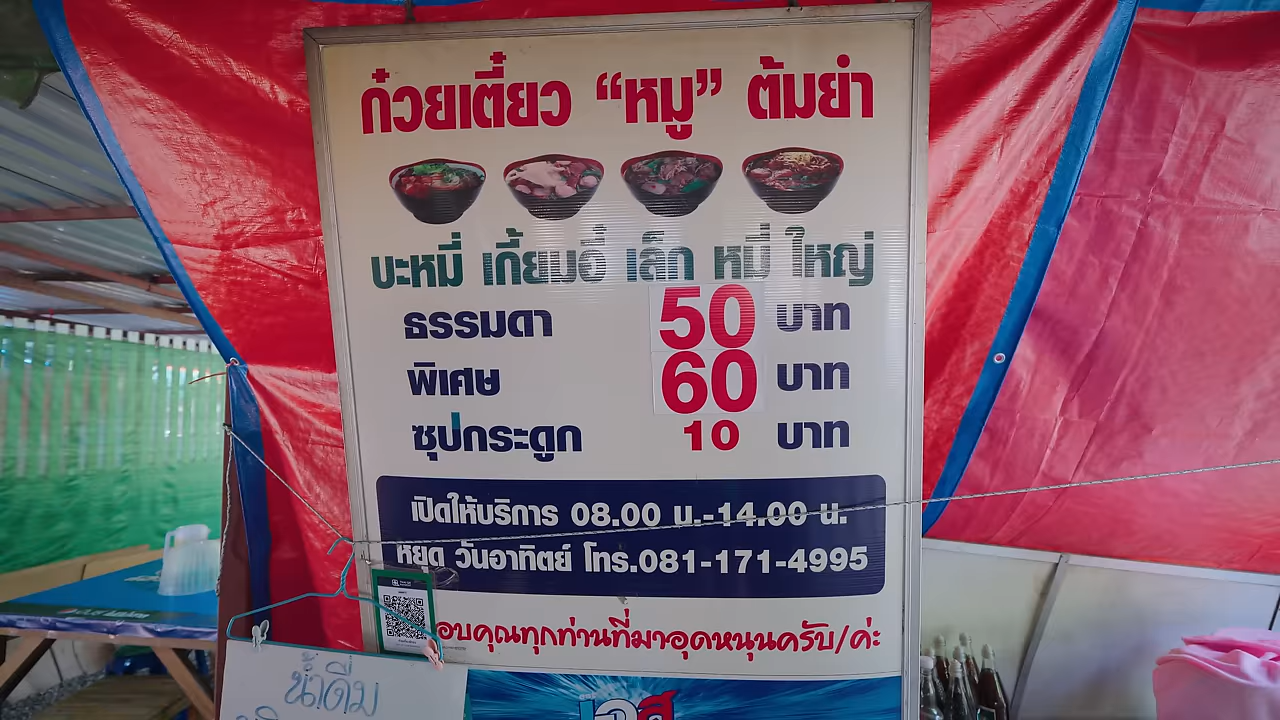 ก๋วยเตี๋ยว “หมู” ต้มยำ
บะหมี่ เกี้ยมอี๋ เล็ก หมี่ ใหญ่
ธรรมดา 50 บาท
พิเศษ 60 บาท
ซุปกระดูก 10 บาท
เปิดให้บริการ 08.00 น.-14.00 น.
หยุด วันอาทิตย์ โทร.081-171-4995
อบคุณทุกท่านที่มาอุดหนุนครับ/ค่ะ
น้ำดื่ม
เอส